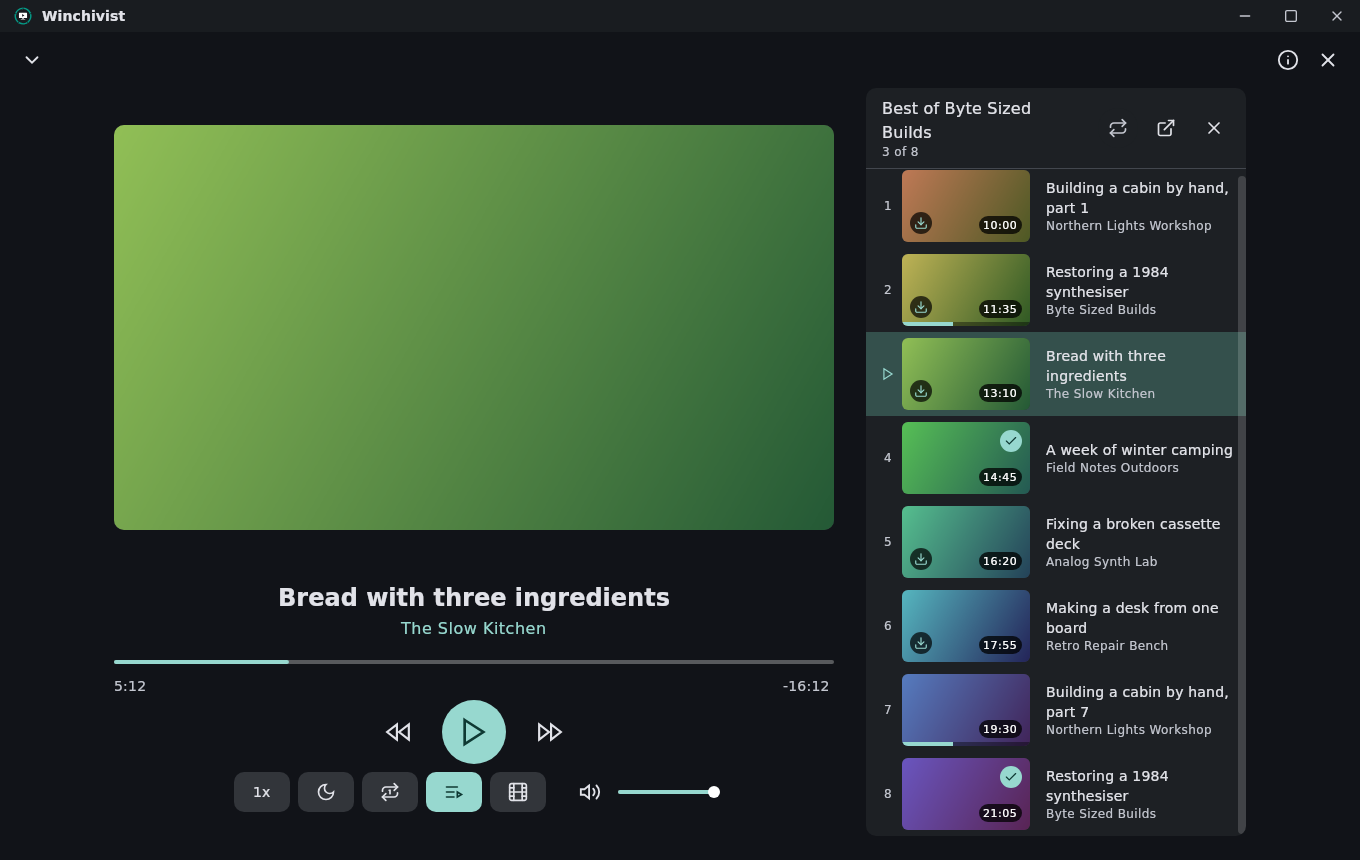 Winchivist
Bread with three ingredients
The Slow Kitchen
5:12
-16:12
1x
Best of Byte Sized
Builds
3 of 8
1
10:00
Building a cabin by hand,
part 1
Northern Lights Workshop
2
11:35
Restoring a 1984
synthesiser
Byte Sized Builds
13:10
Bread with three
ingredients
The Slow Kitchen
4
14:45
A week of winter camping
Field Notes Outdoors
5
16:20
Fixing a broken cassette
deck
Analog Synth Lab
6
17:55
Making a desk from one
board
Retro Repair Bench
7
19:30
Building a cabin by hand,
part 7
Northern Lights Workshop
8
21:05
Restoring a 1984
synthesiser
Byte Sized Builds